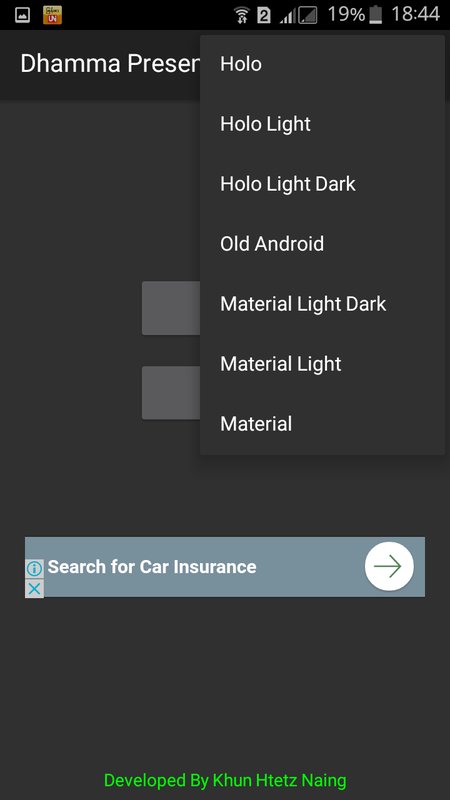 2
19%
18:44
Dhamma Presen
Holo
Holo Light
Holo Light Dark
Old Android
Material Light Dark
Material Light
Material
Search for Car Insurance
Developed By Khun Htetz Naing